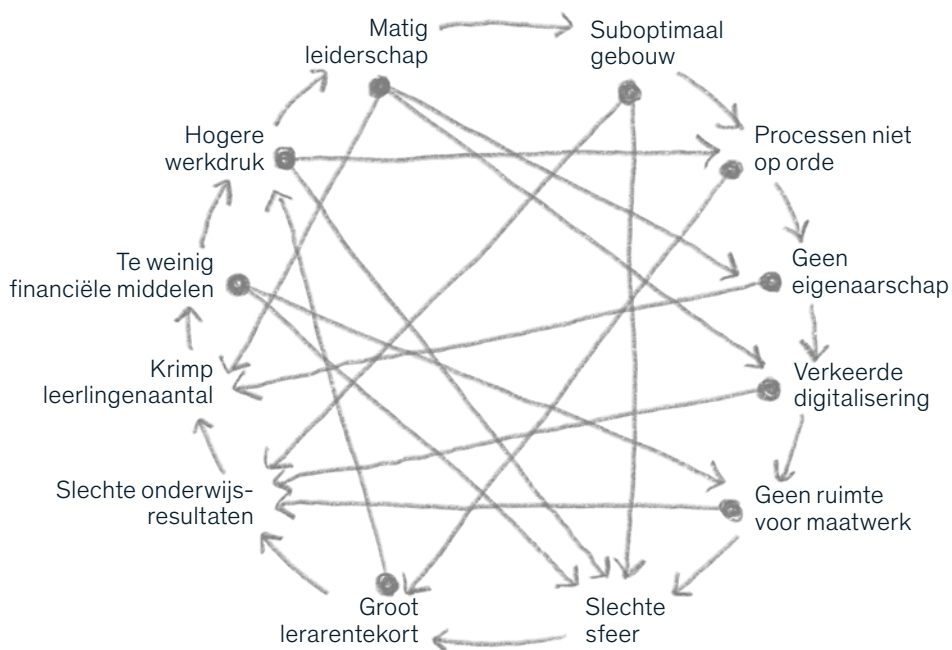 Matig
leiderschap
Suboptimaal
gebouw
Processen niet
op orde
Geen
eigenaarschap
Verkeerde
digitalisering
Geen ruimte
voor maatwerk
Slechte
sfeer
Groot
lerarentekort
Slechte onderwijs-
resultaten
Krimp
leerlingenaantal
Te weinig
financiële middelen
Hogere
werkdruk